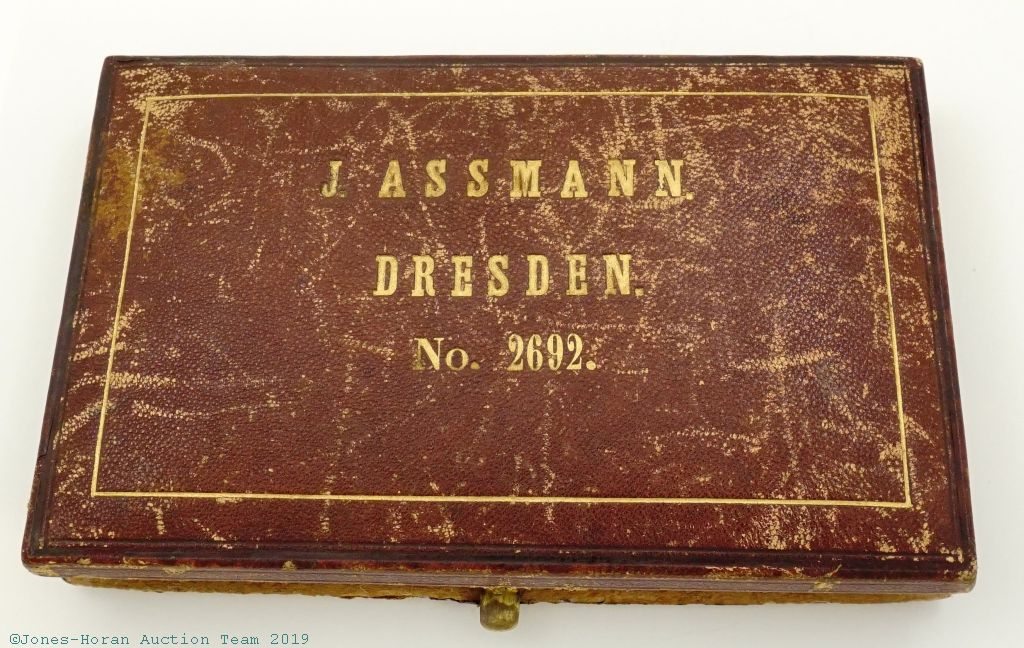 J. ASSMANN.
DRESDEN.
No. 2692.
©Jones-Horan Auction Team 2019